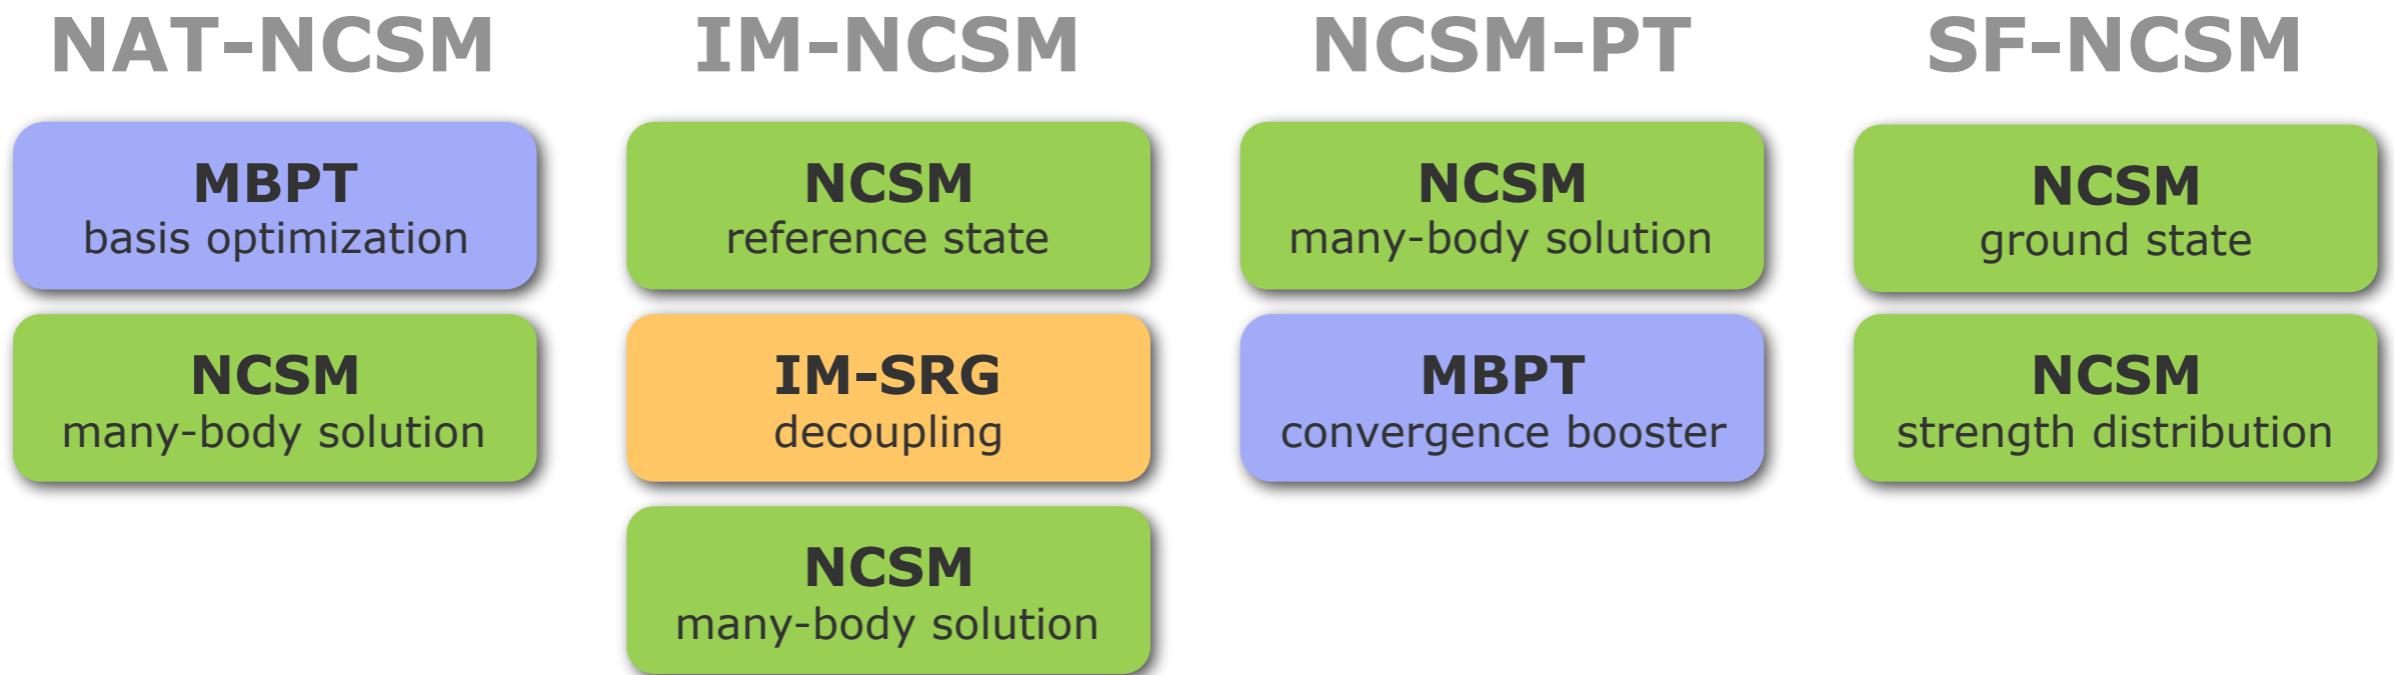 NAT-NCSM
MBPT
basis optimization
NCSM
many-body solution
IM-NCSM
NCSM
reference state
IM-SRG
decoupling
NCSM
many-body solution
NCSM-PT
NCSM
many-body solution
MBPT
convergence booster
SF-NCSM
NCSM
ground state
NCSM
strength distribution